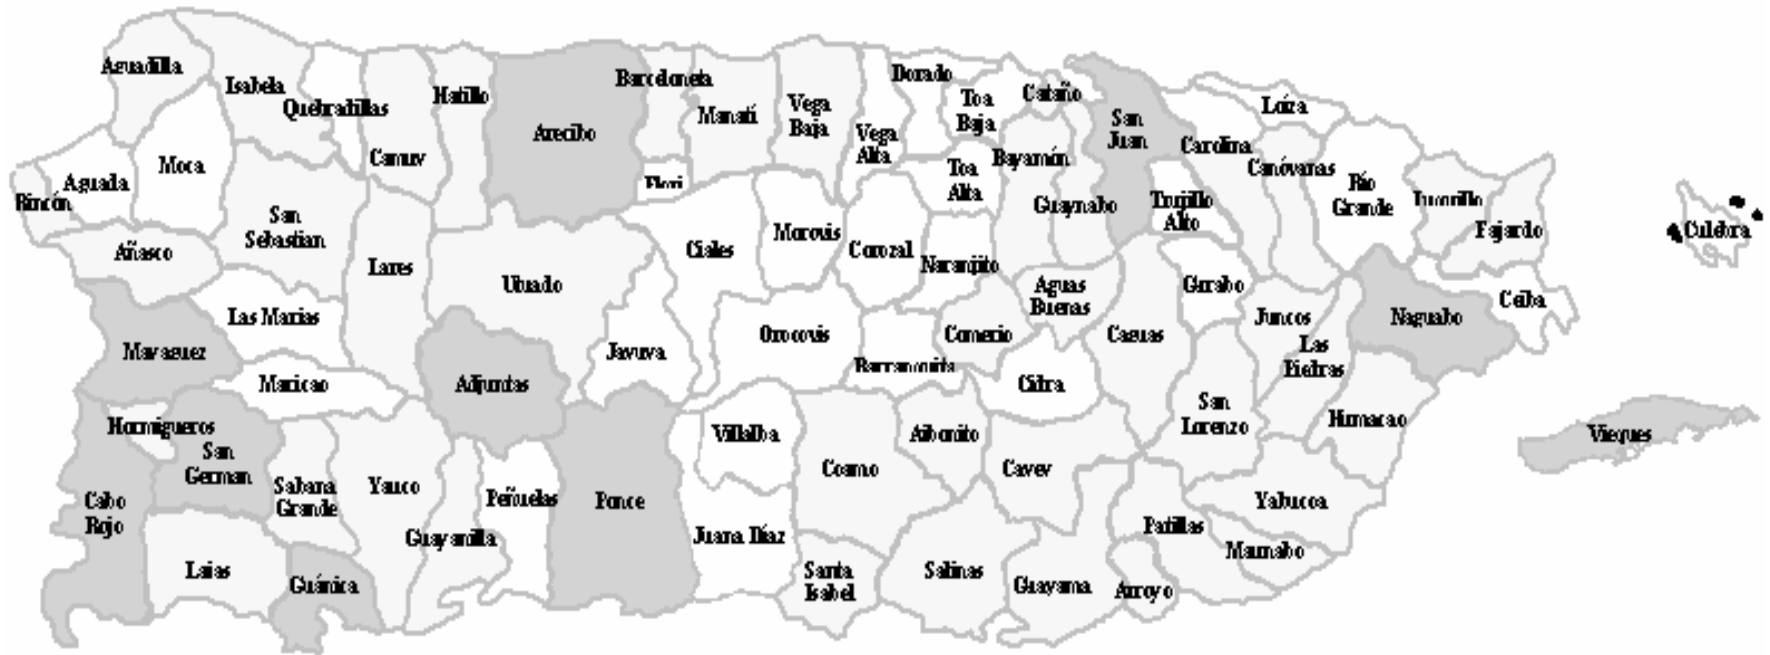 Aguadilla
Isabela
Quebradillas
Camuy
Hatillo
Arecibo
Barceloneta
Manatí
Vega
Baja
Vega
Alta
Dorado
Toa
Baja
Cataño
San
Juan
Carolina
Loíza
Canóvanas
Río
Grande
Luquillo
Fajardo
Culebra
Rincón
Aguada
Moca
San
Sebastian
Añasco
Lares
Utuado
Florida
Ciales
Morovis
Corozal
Toa
Alta
Naranjito
Bayamón
Guaynabo
Trujillo
Alto
Aguas
Buenas
Gurabo
Caguas
Juncos
Las
Piedras
Naguabo
Ceiba
Mayaguez
Las Marias
Maricao
Adjuntas
Jayuya
Orocovis
Barranquita
Comerio
Cidra
San
Lorenzo
Humacao
Vieques
Hormigueros
San
German
Cabo
Rojo
Sabana
Grande
Yauco
Guayanilla
Peñuelas
Ponce
Villalba
Juana Díaz
Coamo
Aibonito
Cayey
Yabucoa
Patillas
Maunabo
Lajas
Guánica
Santa
Isabel
Salinas
Guayama
Arroyo